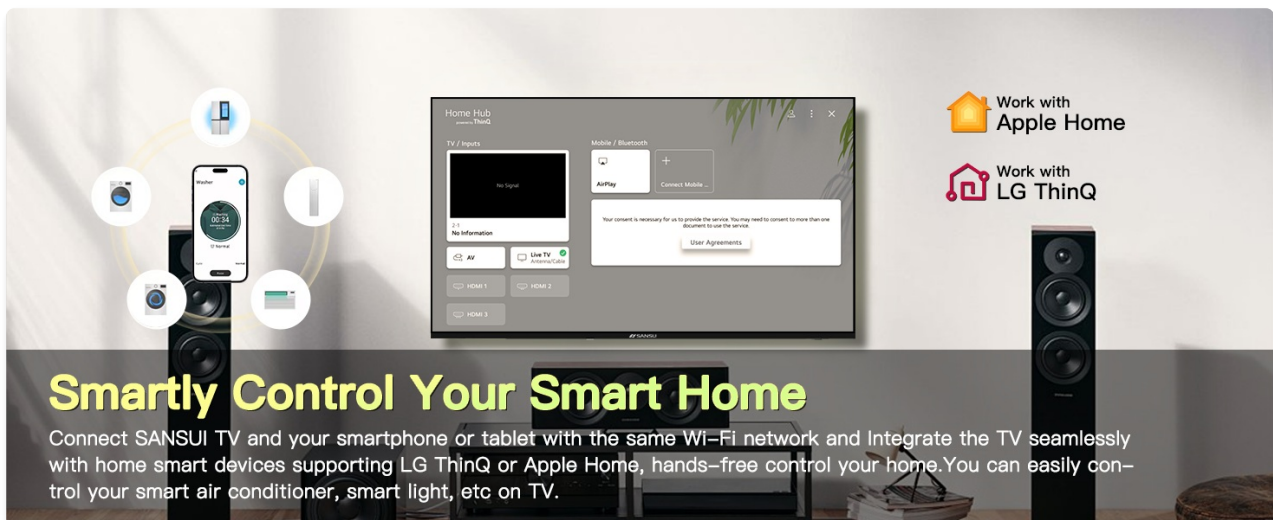 Home Hub
powered by ThinQ
TV / Inputs
Mobile / Bluetooth
No Signal
2-1
No Information
AirPlay
Connect Mobile ...
Your consent is necessary for us to provide the service. You may need to consent to more than one
document to use the service.
User Agreements
AV
Live TV
Antenna/Cable
HDMI 1
HDMI 2
HDMI 3
SANSUI
Washer
00:34
Normal
Work with
Apple Home
Work with
LG ThinQ
Smartly Control Your Smart Home
Connect SANSUI TV and your smartphone or tablet with the same Wi-Fi network and Integrate the TV seamlessly
with home smart devices supporting LG ThinQ or Apple Home, hands-free control your home.You can easily con-
trol your smart air conditioner, smart light, etc on TV.